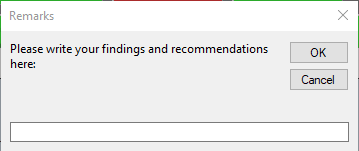 Remarks
Please write your findings and recommendations
here:
OK
Cancel